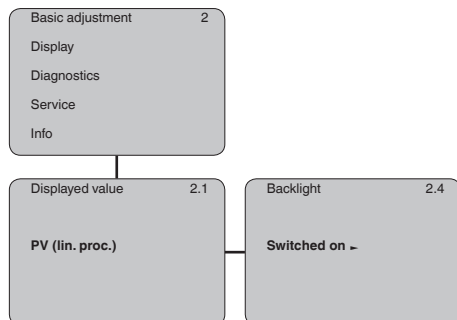 Basic adjustment 2
Display
Diagnostics
Service
Info
Displayed value 2.1
PV (lin. proc.)
Backlight 2.4
Switched on ►